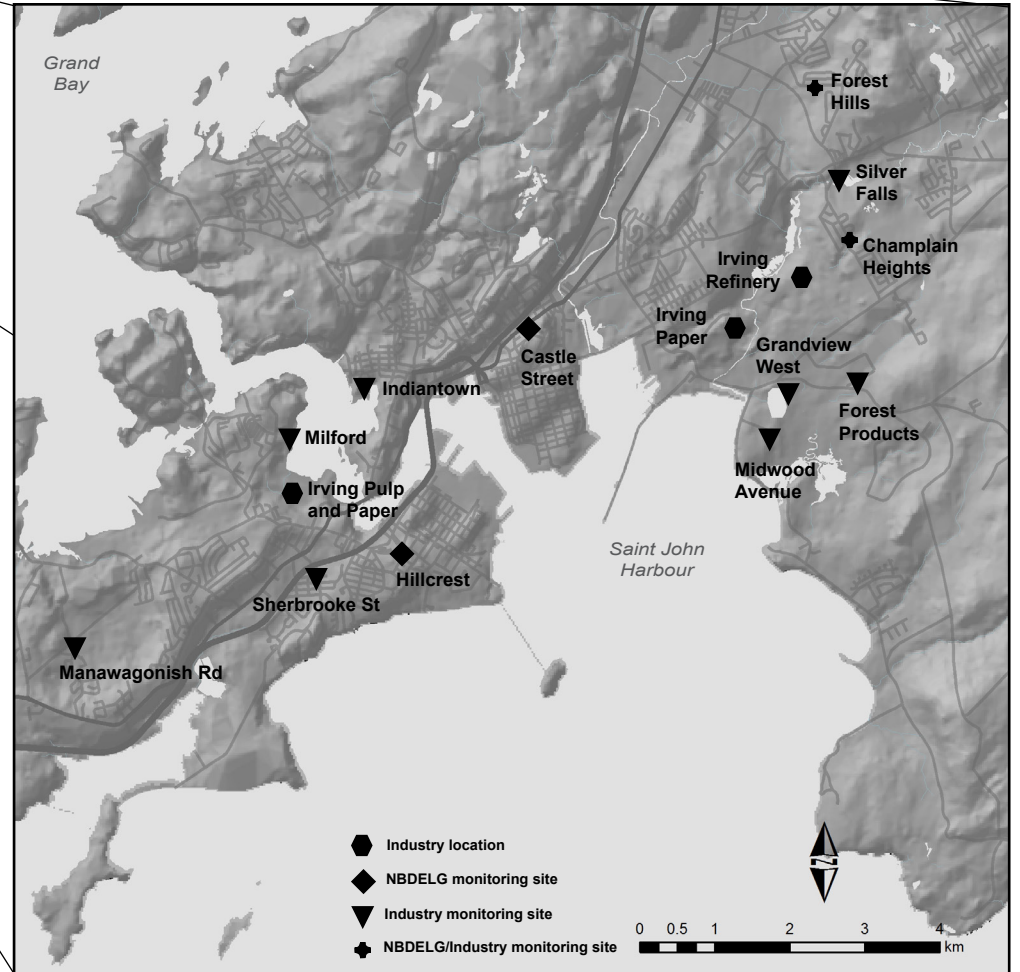 Grand
Bay
Forest
Hills
Silver
Falls
Champlain
Heights
Irving
Refinery
Irving
Paper
Grandview
West
Castle
Street
Indiantown
Forest
Products
Milford
Midwood
Avenue
Irving Pulp
and Paper
Saint John
Harbour
Hillcrest
Sherbrooke St
Manawagonish Rd
Industry location
NBDELG monitoring site
Industry monitoring site
NBDELG/Industry monitoring site
N
0 0.5 1 2 3 4
km